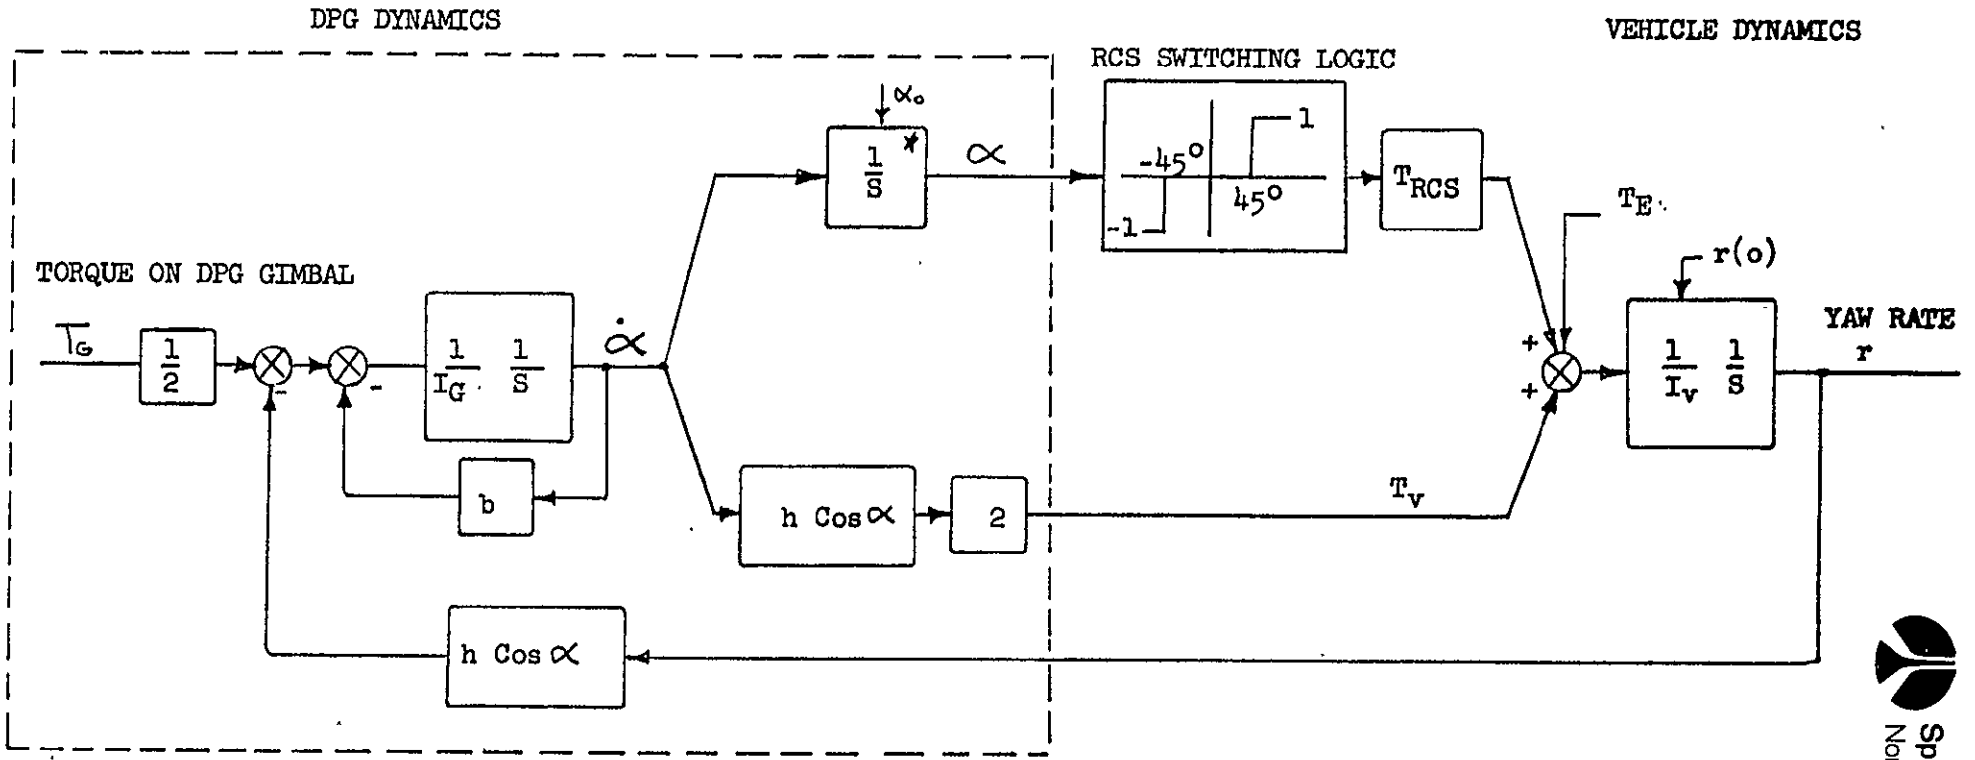 DPG DYNAMICS
VEHICLE DYNAMICS
RCS SWITCHING LOGIC
α₀
1/S *
α
-45°
45°
1
-1
T_RCS
T_E
r(o)
TORQUE ON DPG GIMBAL
T_G
1/2
-
-
1/I_G 1/S
α̇
+
+
1/I_v 1/S
YAW RATE
r
b
h Cos α
2
T_v
h Cos α
Sp